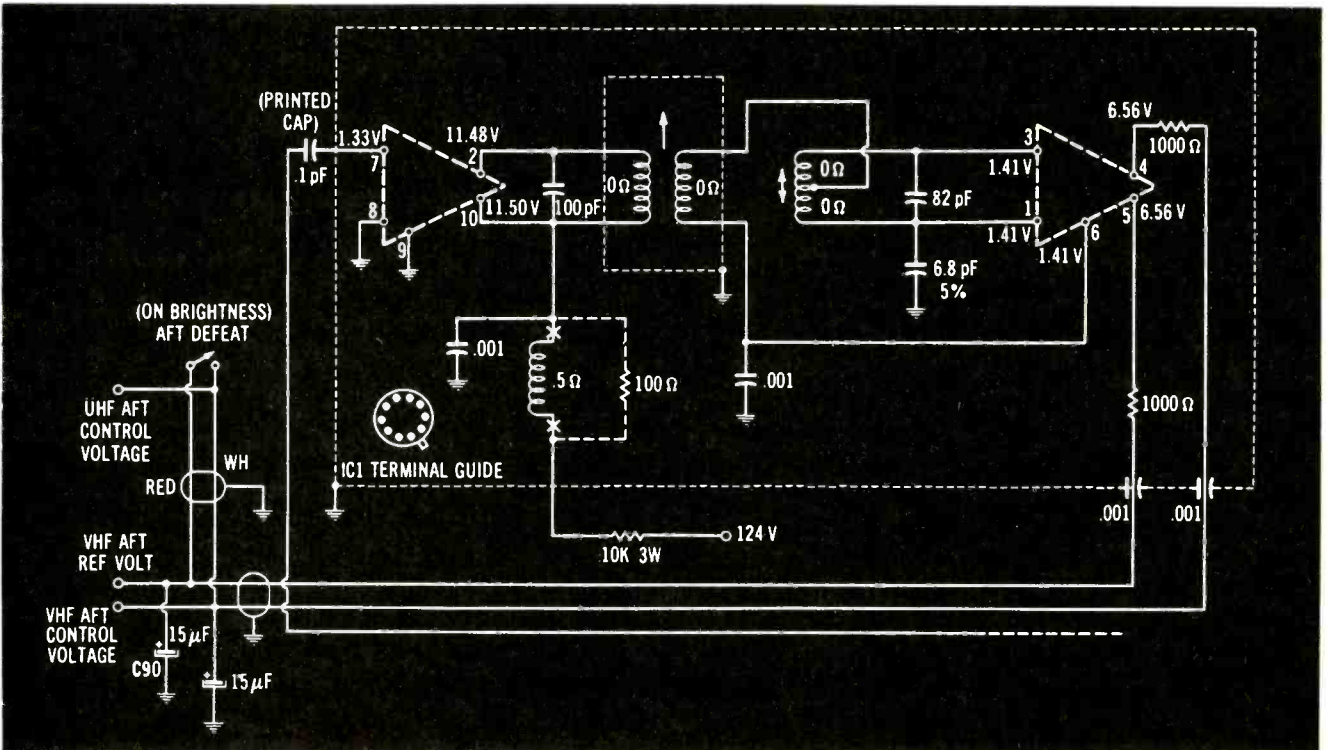 (PRINTED
CAP)
.1 pF
1.33V
7
8
9
11.48V
2
10
11.50V
100 pF
0Ω
0Ω
0Ω
0Ω
82 pF
6.8 pF
5%
3
1.41V
1
1.41V
6
1.41V
6.56V
4
1000Ω
5
6.56V
(ON BRIGHTNESS)
AFT DEFEAT
.001
.5Ω
100Ω
.001
1000Ω
UHF AFT
CONTROL
VOLTAGE
WH
RED
IC1 TERMINAL GUIDE
.001
.001
10K 3W
124V
VHF AFT
REF VOLT
VHF AFT
CONTROL
VOLTAGE
+
15µF
C90
+
15µF